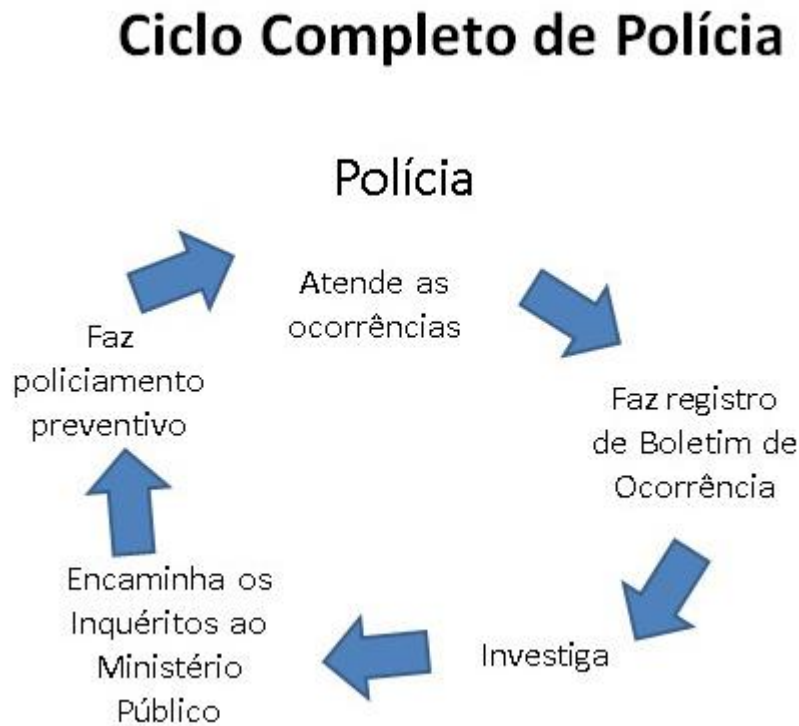 Ciclo Completo de Polícia
Polícia
Atende as
ocorrências
Faz registro
de Boletim de
Ocorrência
Investiga
Encaminha os
Inquéritos ao
Ministério
Público
Faz
policiamento
preventivo